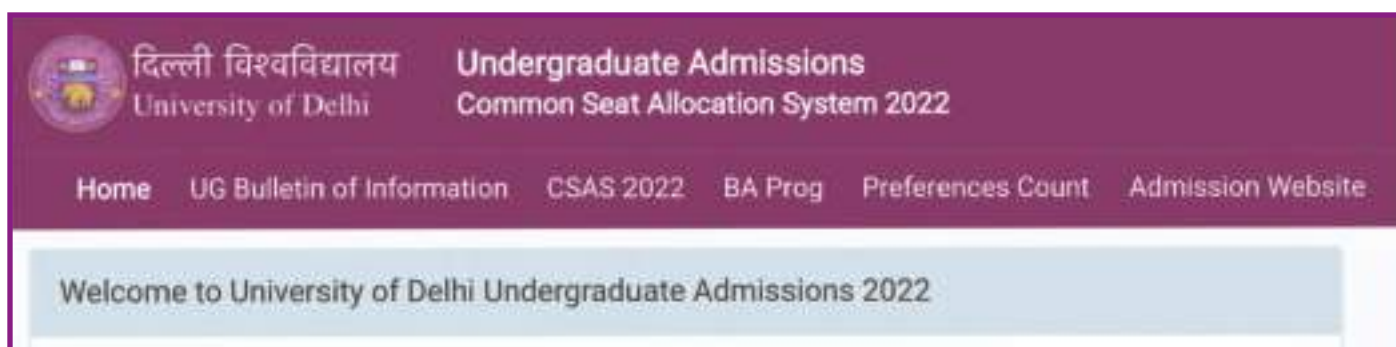 दिल्ली विश्वविद्यालय
University of Delhi
Undergraduate Admissions
Common Seat Allocation System 2022
Home UG Bulletin of Information CSAS 2022 BA Prog Preferences Count Admission Website
Welcome to University of Delhi Undergraduate Admissions 2022